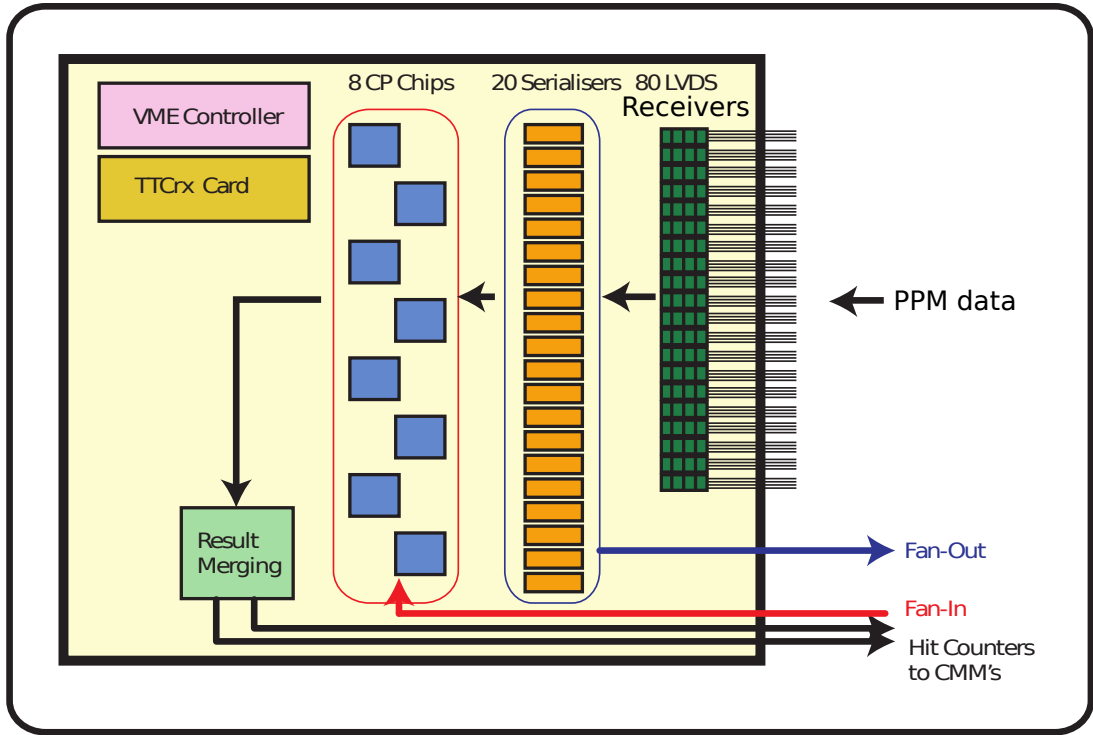 8 CP Chips
20 Serialisers
80 LVDS
Receivers
VME Controller
TTCrx Card
PPM data
Result
Merging
Fan-Out
Fan-In
Hit Counters
to CMM's